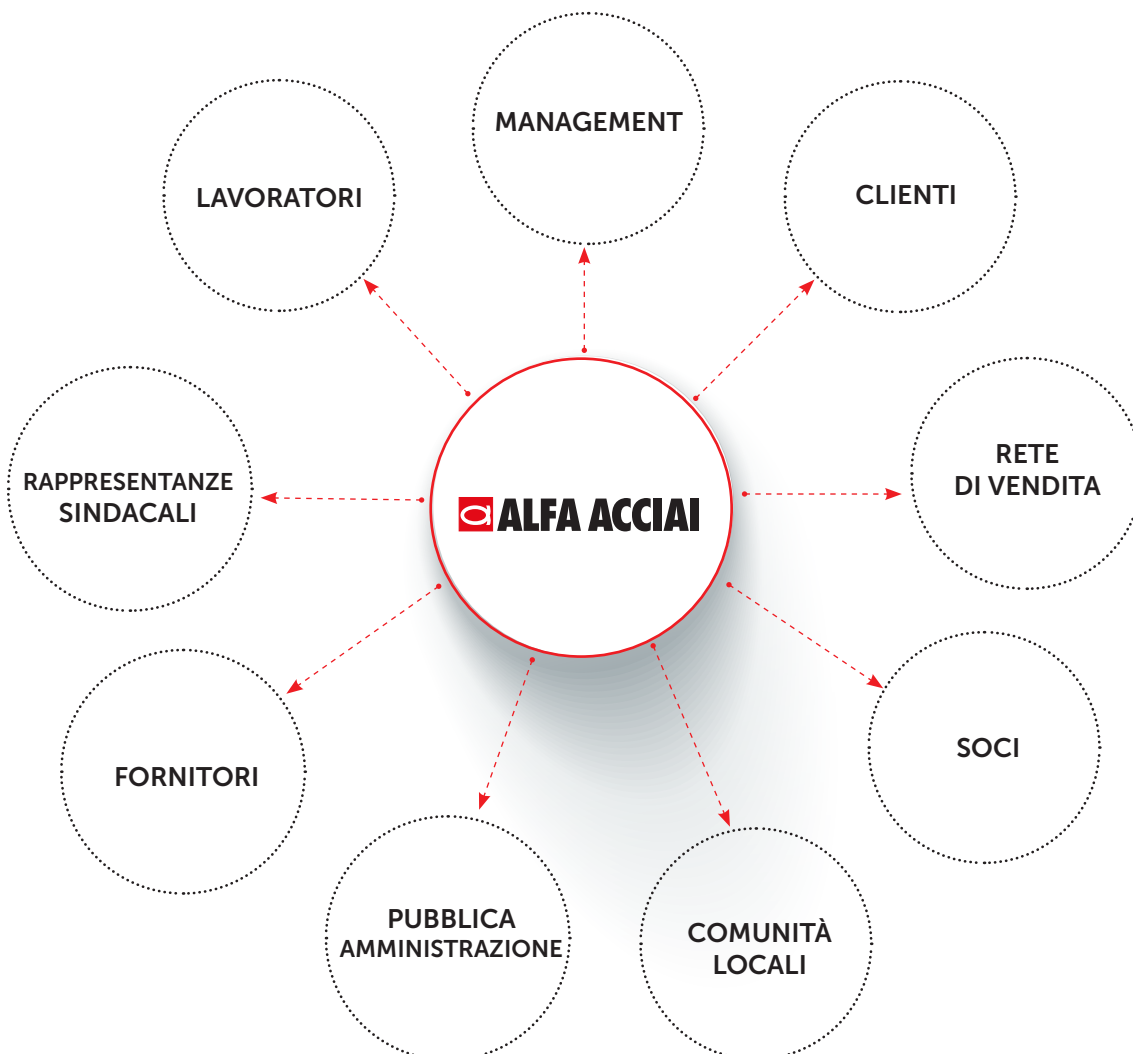 MANAGEMENT
LAVORATORI
CLIENTI
RAPPRESENTANZE
SINDACALI
RETE
DI VENDITA
ALFA ACCIAI
FORNITORI
SOCI
PUBBLICA
AMMINISTRAZIONE
COMUNITÀ
LOCALI